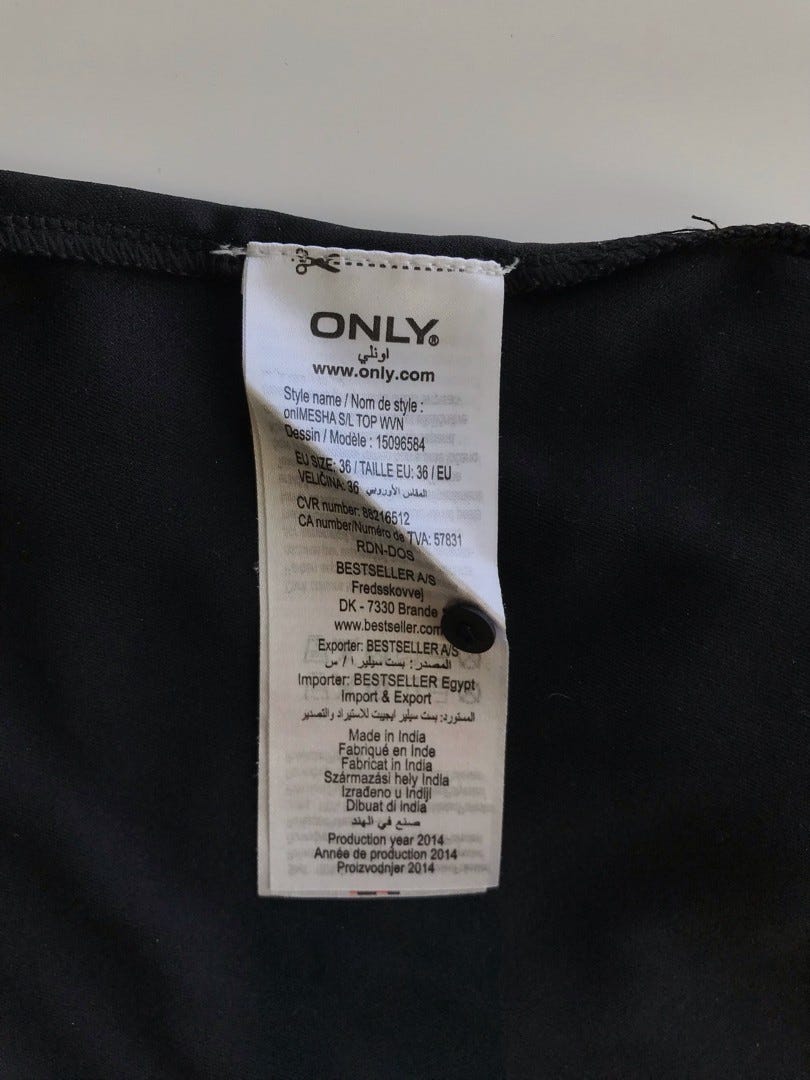 ONLY®
اونلي
www.only.com
Style name / Nom de style :
onlMESHA S/L TOP WVN
Dessin / Modèle : 15096584
EU SIZE: 36 / TAILLE EU: 36 / EU
VELIČINA: 36 المقاس الأوروبي
CVR number: 88216512
CA number/Numéro de TVA: 57831
RDN-DOS
BESTSELLER A/S
Fredsskovvej
DK - 7330 Brande
www.bestseller.com
Exporter: BESTSELLER A/S
المصدر: بست سيلير ا / س
Importer: BESTSELLER Egypt
Import & Export
المستورد: بست سيلير ايجيبت للاستيراد والتصدير
Made in India
Fabriqué en Inde
Fabricat in India
Származási hely India
Izrađeno u Indiji
Dibuat di india
صنع في الهند
Production year 2014
Année de production 2014
Proizvodnjer 2014